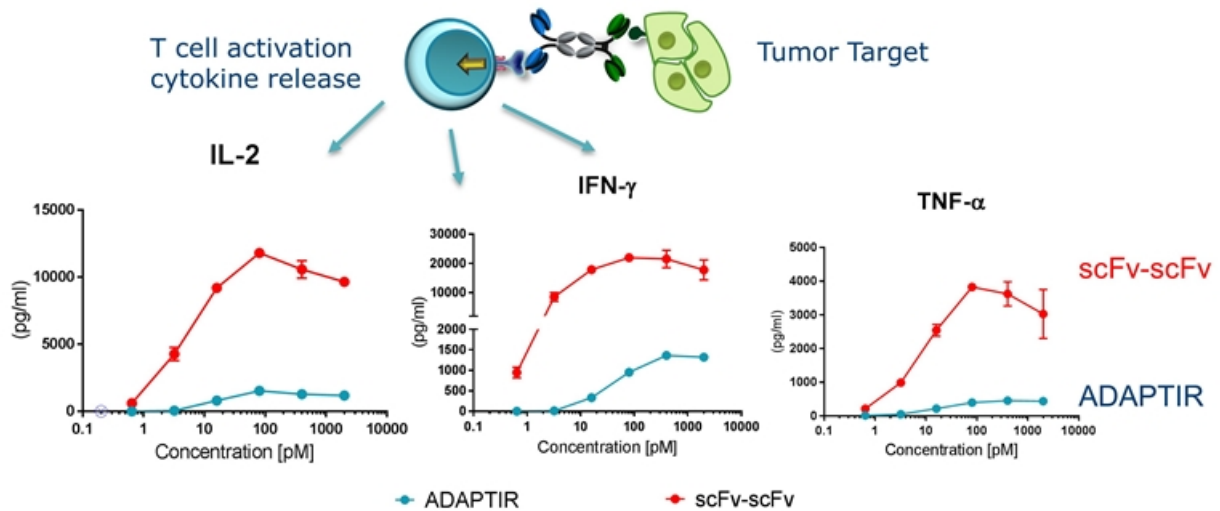 T cell activation
cytokine release
Tumor Target
IL-2
15000
10000
5000
0
(pg/ml)
0.1 1 10 100 1000 10000
Concentration [pM]
IFN-γ
30000
20000
10000
2000
1500
1000
500
0
(pg/ml)
0.1 1 10 100 1000 10000
Concentration [pM]
TNF-α
5000
4000
3000
2000
1000
0
(pg/ml)
0.1 1 10 100 1000 10000
Concentration [pM]
scFv-scFv
ADAPTIR
ADAPTIR scFv-scFv